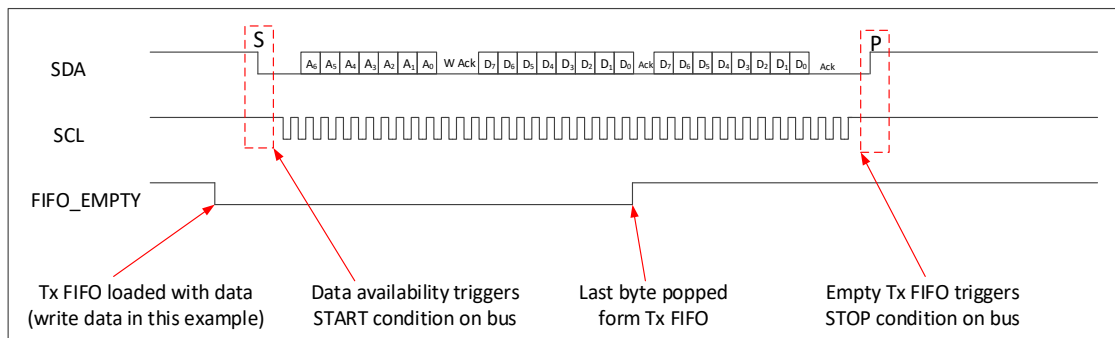 S
P
SDA
A6 A5 A4 A3 A2 A1 A0 W Ack D7 D6 D5 D4 D3 D2 D1 D0 Ack D7 D6 D5 D4 D3 D2 D1 D0 Ack
SCL
FIFO_EMPTY
Tx FIFO loaded with data
(write data in this example)
Data availability triggers
START condition on bus
Last byte popped
form Tx FIFO
Empty Tx FIFO triggers
STOP condition on bus